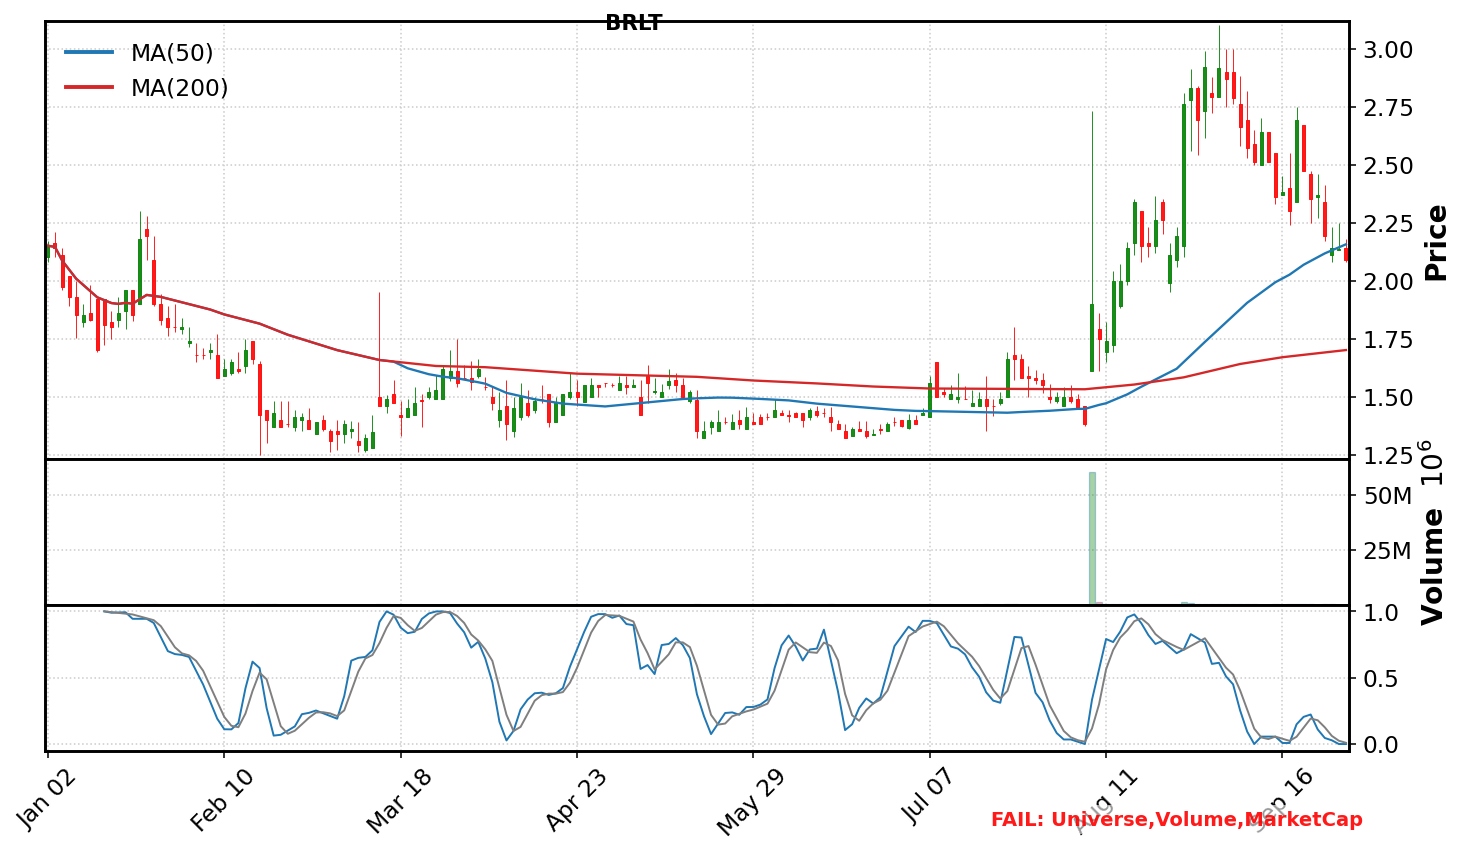 BRLT
MA(50)
MA(200)
3.00
2.75
2.50
2.25
2.00
1.75
1.50
1.25
Price
50M
25M
Volume 10^6
1.0
0.5
0.0
Jan 02
Feb 10
Mar 18
Apr 23
May 29
Jul 07
Aug 11
Sep 16
FAIL: Universe,Volume,MarketCap